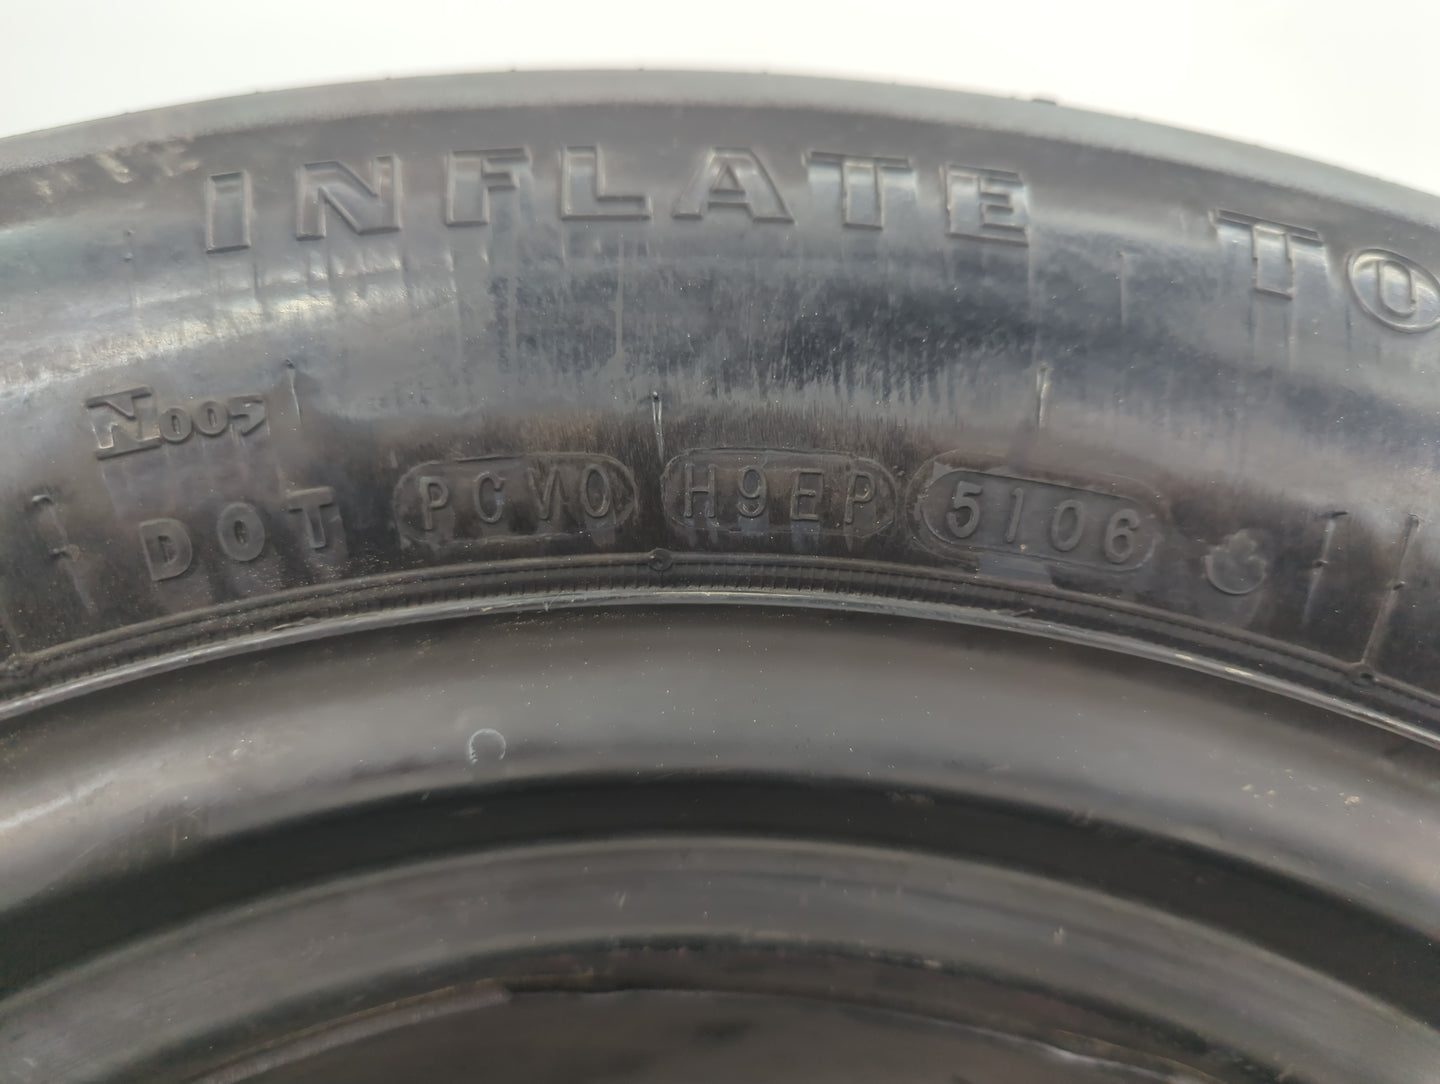 INFLATE TO
N005
DOT PCV0 H9EP 5106